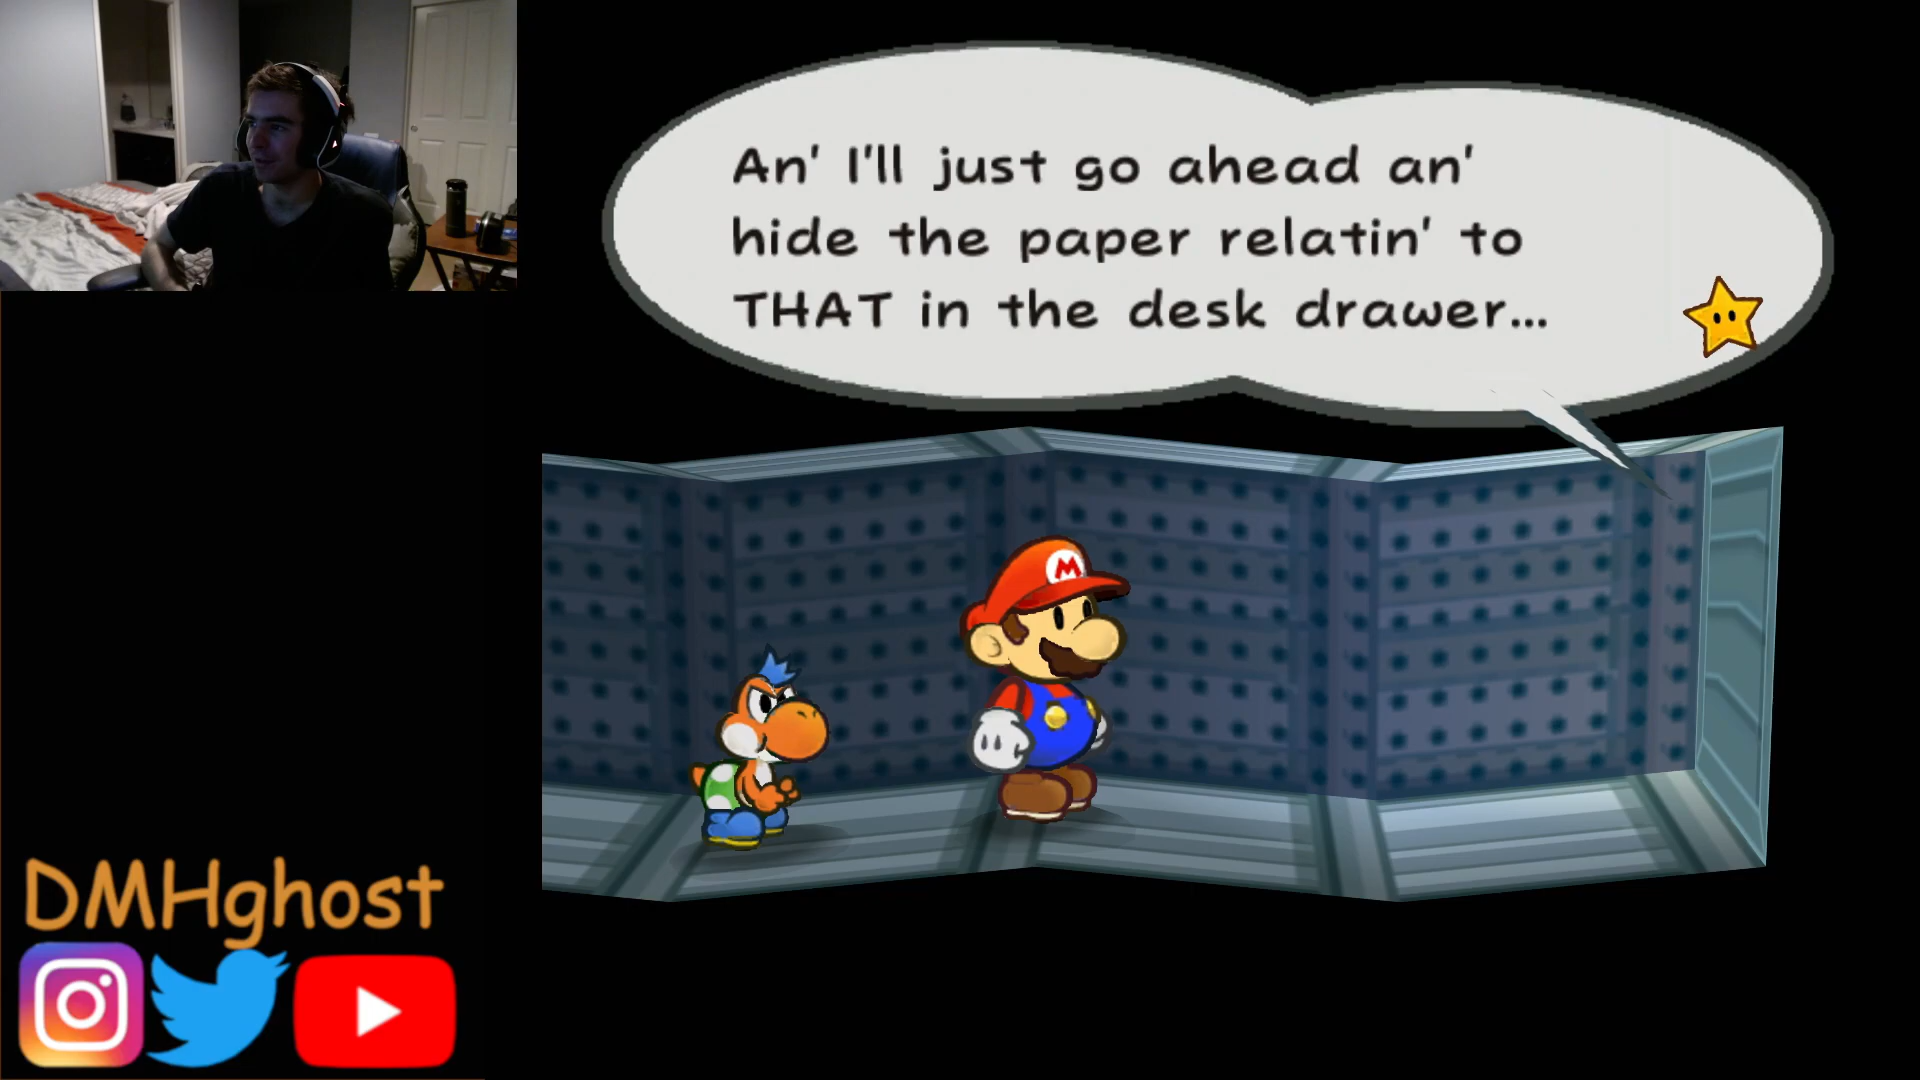 An' I'll just go ahead an'
hide the paper relatin' to
THAT in the desk drawer...
M
DMHghost